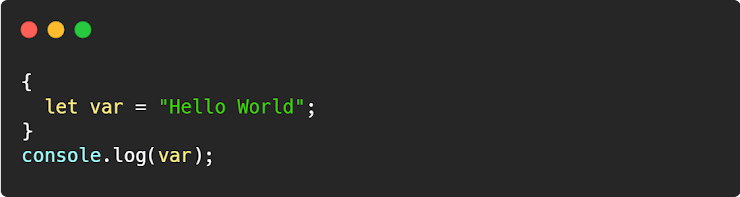 {
  let var = "Hello World";
}
console.log(var);